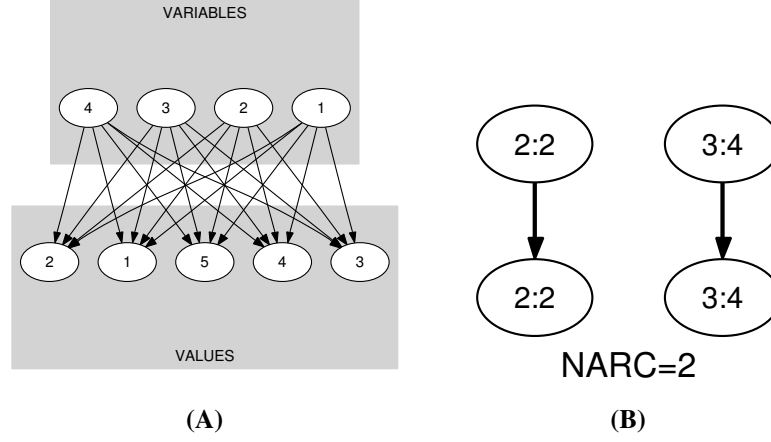 VARIABLES
4 3 2 1
2 1 5 4 3
VALUES
(A)
2:2 3:4
2:2 3:4
NARC=2
(B)